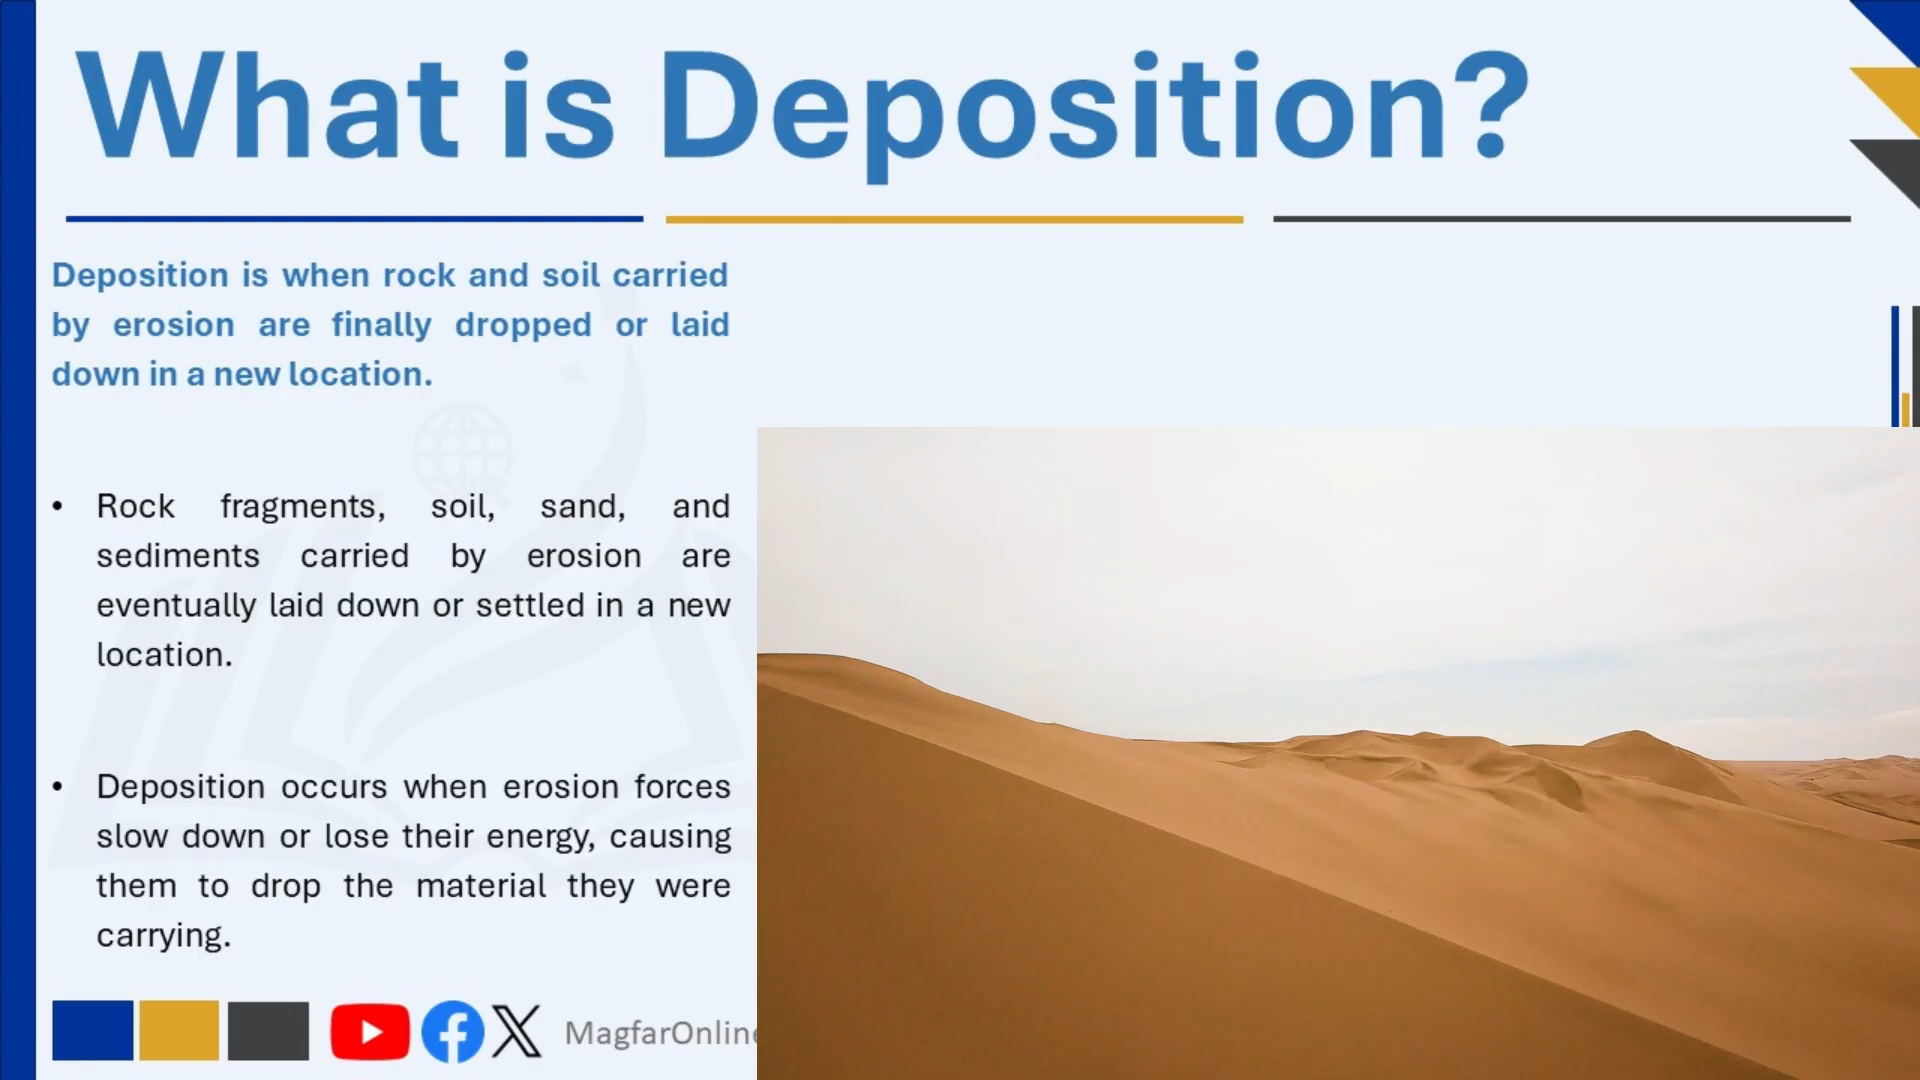 What is Deposition?
Deposition is when rock and soil carried
by erosion are finally dropped or laid
down in a new location.
• Rock fragments, soil, sand, and
sediments carried by erosion are
eventually laid down or settled in a new
location.
• Deposition occurs when erosion forces
slow down or lose their energy, causing
them to drop the material they were
carrying.
MagfarOnline